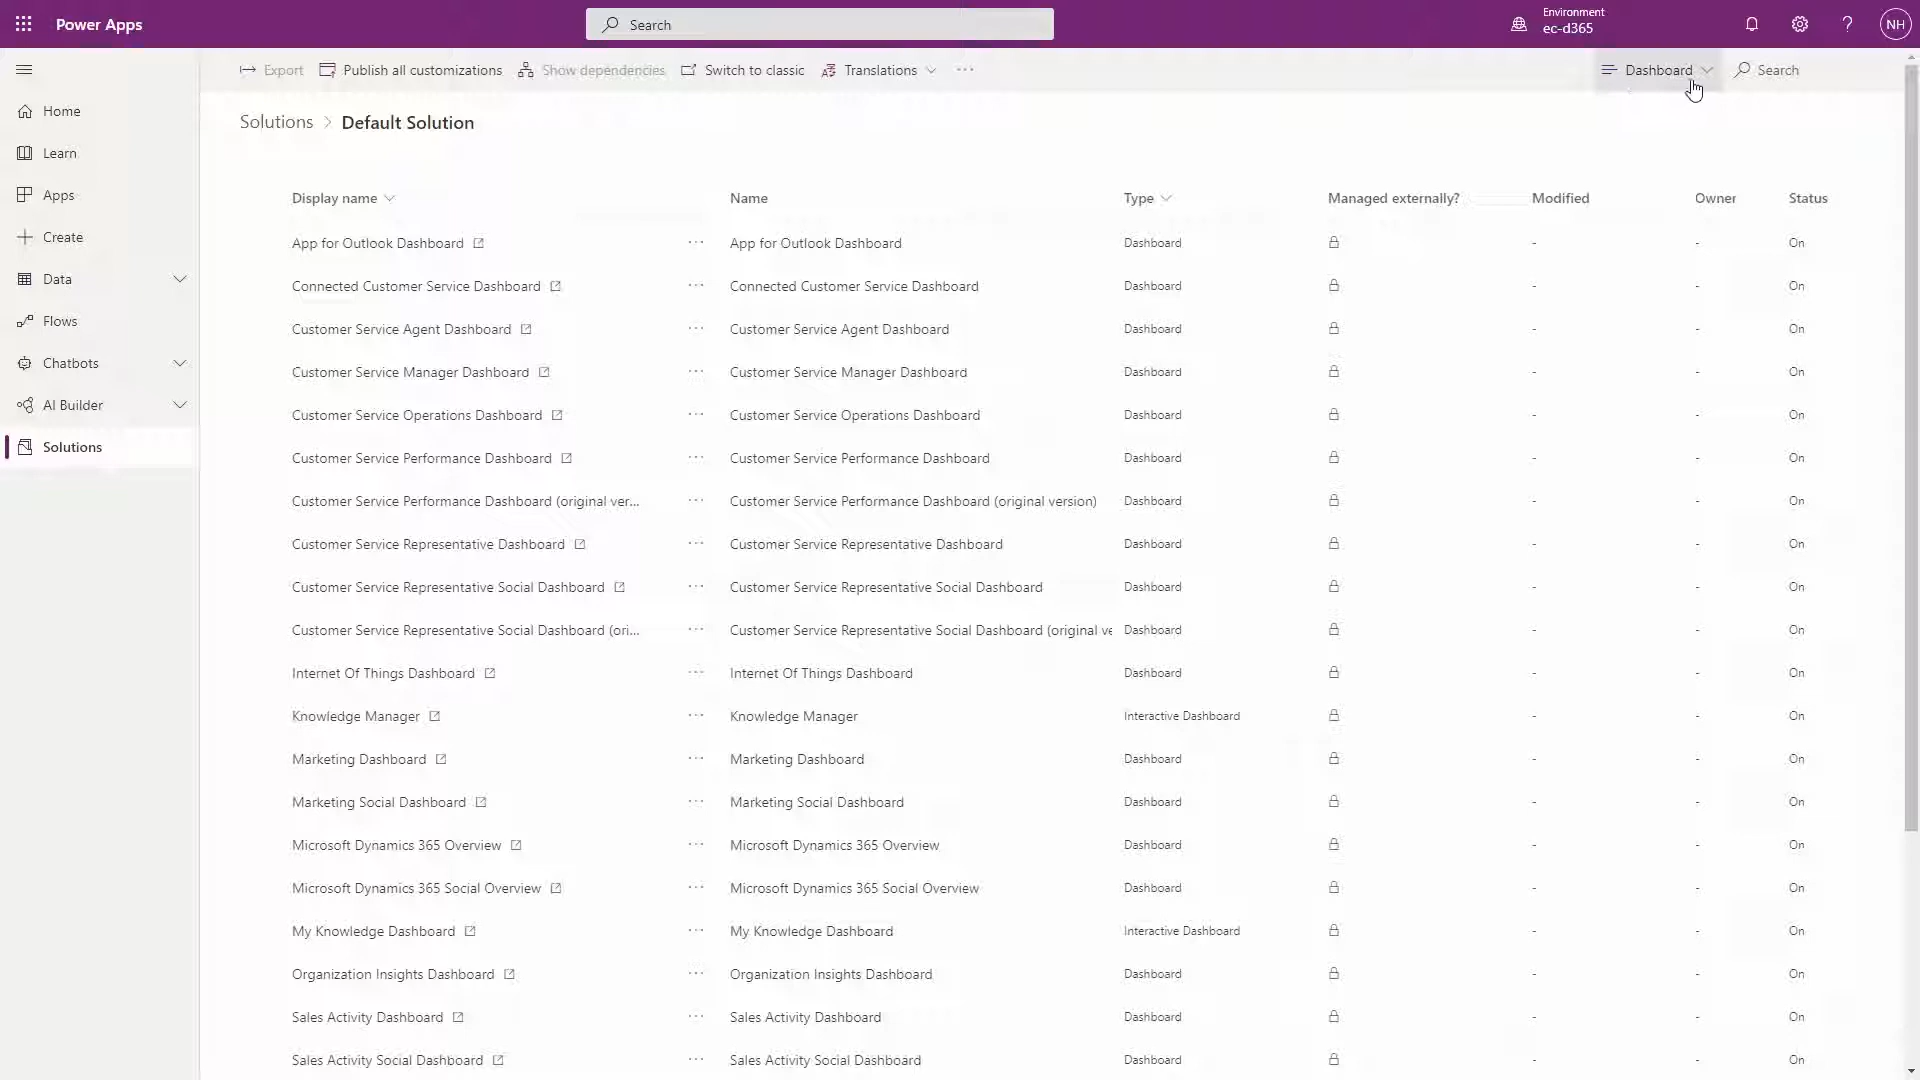 Power Apps
Search
Environment
ec-d365
NH
Export
Publish all customizations
Show dependencies
Switch to classic
Translations
Dashboard
Search
Home
Learn
Apps
Create
Data
Flows
Chatbots
AI Builder
Solutions
Solutions > Default Solution
Display name Name Type Managed externally? Modified Owner Status
App for Outlook Dashboard ··· App for Outlook Dashboard Dashboard - - On
Connected Customer Service Dashboard ··· Connected Customer Service Dashboard Dashboard - - On
Customer Service Agent Dashboard ··· Customer Service Agent Dashboard Dashboard - - On
Customer Service Manager Dashboard ··· Customer Service Manager Dashboard Dashboard - - On
Customer Service Operations Dashboard ··· Customer Service Operations Dashboard Dashboard - - On
Customer Service Performance Dashboard ··· Customer Service Performance Dashboard Dashboard - - On
Customer Service Performance Dashboard (original ver... ··· Customer Service Performance Dashboard (original version) Dashboard - - On
Customer Service Representative Dashboard ··· Customer Service Representative Dashboard Dashboard - - On
Customer Service Representative Social Dashboard ··· Customer Service Representative Social Dashboard Dashboard - - On
Customer Service Representative Social Dashboard (ori... ··· Customer Service Representative Social Dashboard (original ve Dashboard - - On
Internet Of Things Dashboard ··· Internet Of Things Dashboard Dashboard - - On
Knowledge Manager ··· Knowledge Manager Interactive Dashboard - - On
Marketing Dashboard ··· Marketing Dashboard Dashboard - - On
Marketing Social Dashboard ··· Marketing Social Dashboard Dashboard - - On
Microsoft Dynamics 365 Overview ··· Microsoft Dynamics 365 Overview Dashboard - - On
Microsoft Dynamics 365 Social Overview ··· Microsoft Dynamics 365 Social Overview Dashboard - - On
My Knowledge Dashboard ··· My Knowledge Dashboard Interactive Dashboard - - On
Organization Insights Dashboard ··· Organization Insights Dashboard Dashboard - - On
Sales Activity Dashboard ··· Sales Activity Dashboard Dashboard - - On
Sales Activity Social Dashboard ··· Sales Activity Social Dashboard Dashboard - - On